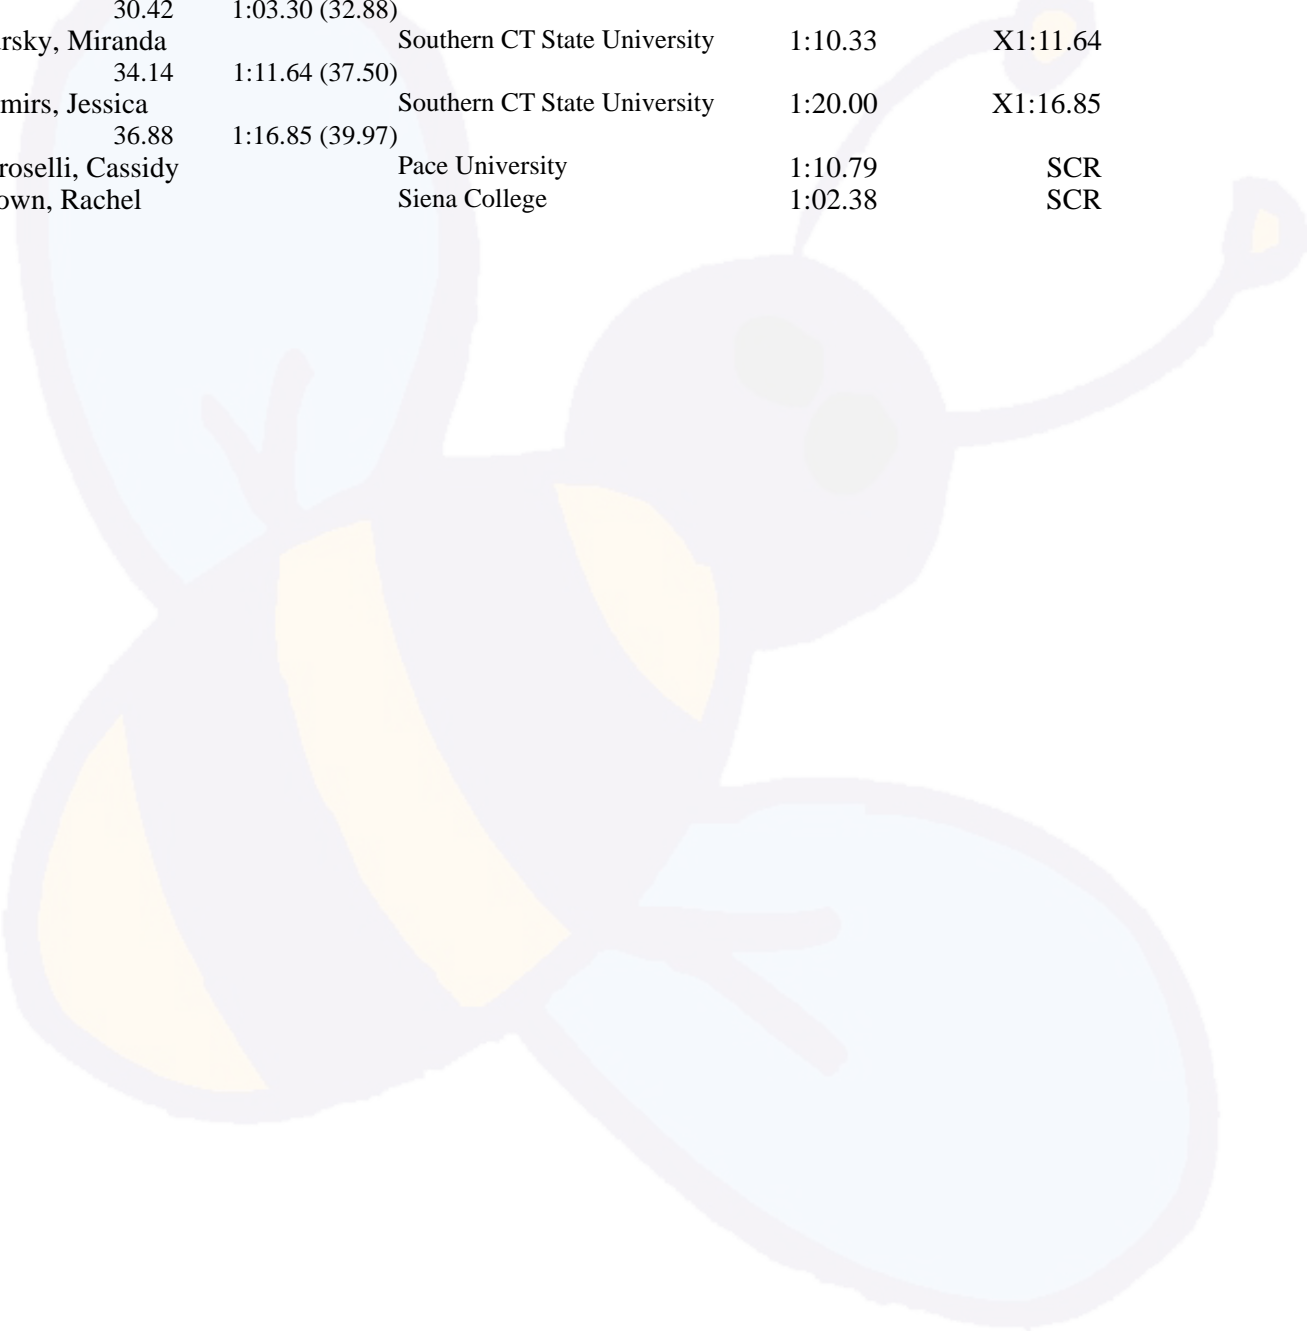 30.42 1:03.30 (32.88)
rsky, Miranda Southern CT State University 1:10.33 X1:11.64
34.14 1:11.64 (37.50)
mirs, Jessica Southern CT State University 1:20.00 X1:16.85
36.88 1:16.85 (39.97)
roselli, Cassidy Pace University 1:10.79 SCR
own, Rachel Siena College 1:02.38 SCR